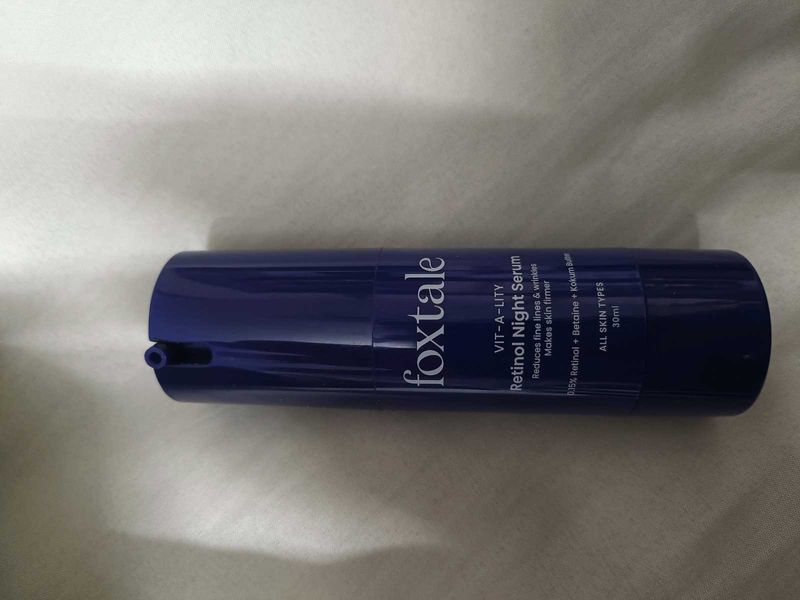 foxtale
VIT-A-LITY
Retinol Night Serum
Reduces fine lines & wrinkles
Makes skin firmer
0.15% Retinol + Betaine + Kokum Butter
ALL SKIN TYPES
30ml